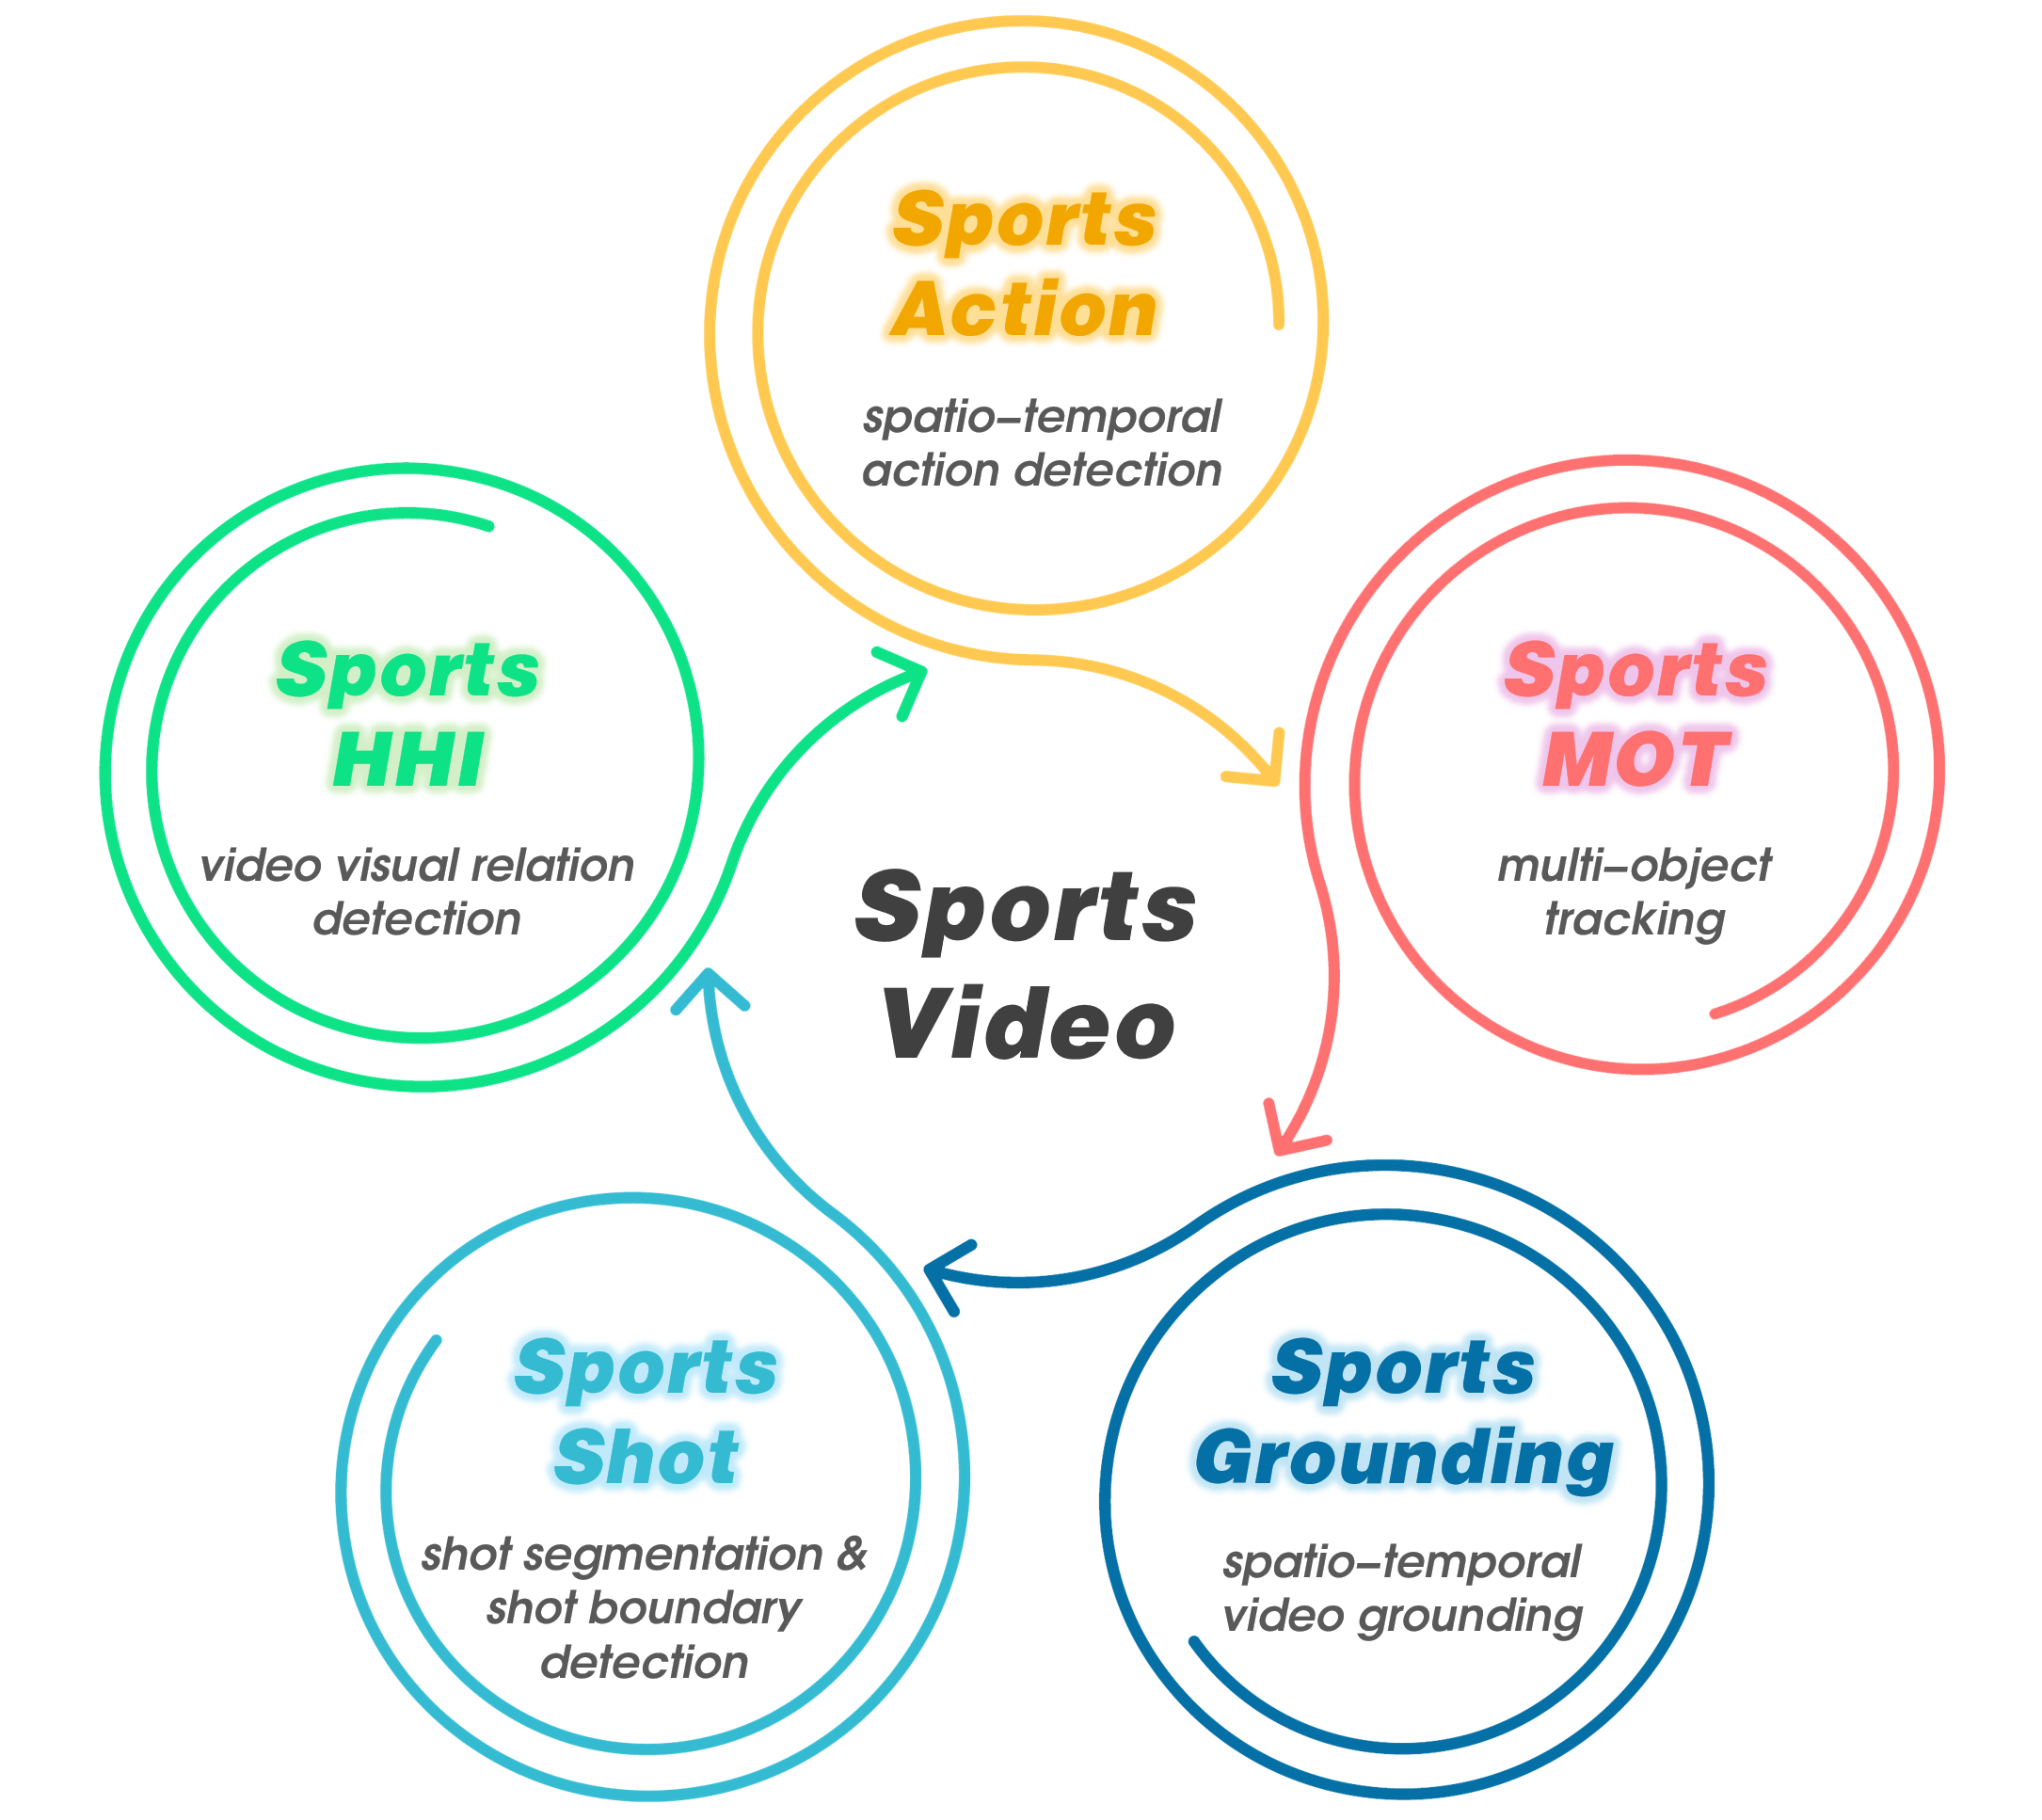 Sports
Action
spatio-temporal
action detection
Sports
HHI
video visual relation
detection
Sports
MOT
multi-object
tracking
Sports
Video
Sports
Shot
shot segmentation &
shot boundary
detection
Sports
Grounding
spatio-temporal
video grounding